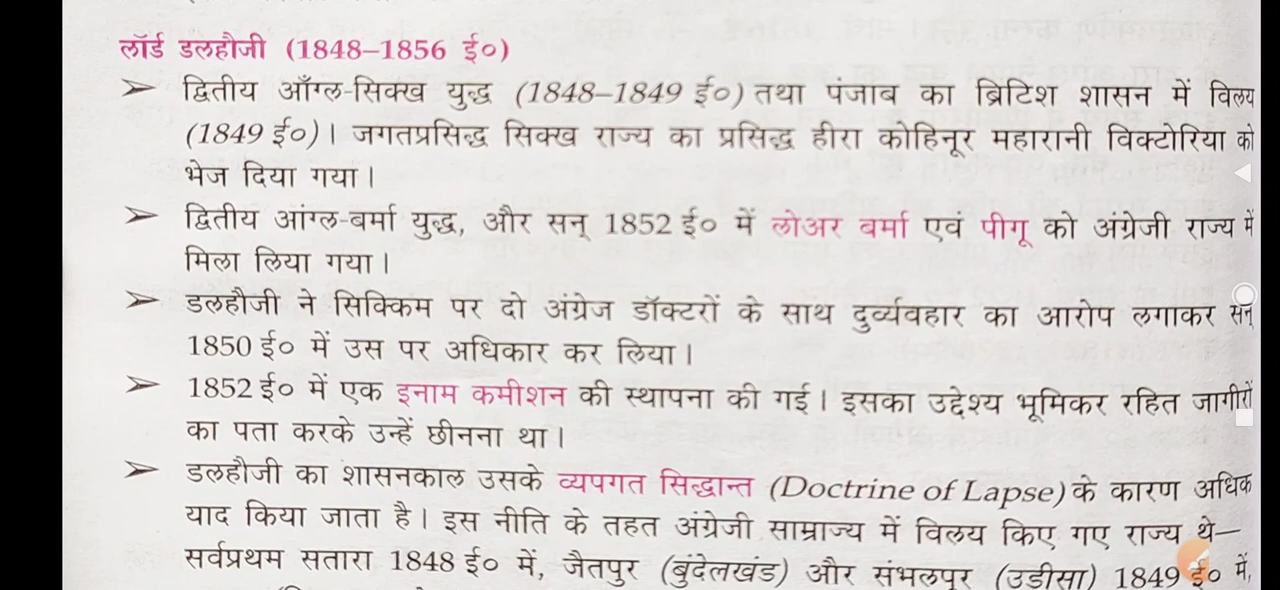 लॉर्ड डलहौजी (1848–1856 ई०)
➢ द्वितीय आँग्ल-सिक्ख युद्ध (1848–1849 ई०) तथा पंजाब का ब्रिटिश शासन में विलय
(1849 ई०)। जगतप्रसिद्ध सिक्ख राज्य का प्रसिद्ध हीरा कोहिनूर महारानी विक्टोरिया को
भेज दिया गया।
➢ द्वितीय आंग्ल-बर्मा युद्ध, और सन् 1852 ई० में लोअर बर्मा एवं पीगू को अंग्रेजी राज्य में
मिला लिया गया।
➢ डलहौजी ने सिक्किम पर दो अंग्रेज डॉक्टरों के साथ दुर्व्यवहार का आरोप लगाकर सन्
1850 ई० में उस पर अधिकार कर लिया।
➢ 1852 ई० में एक इनाम कमीशन की स्थापना की गई। इसका उद्देश्य भूमिकर रहित जागीरों
का पता करके उन्हें छीनना था।
➢ डलहौजी का शासनकाल उसके व्यपगत सिद्धान्त (Doctrine of Lapse) के कारण अधिक
याद किया जाता है। इस नीति के तहत अंग्रेजी साम्राज्य में विलय किए गए राज्य थे—
सर्वप्रथम सतारा 1848 ई० में, जैतपुर (बुंदेलखंड) और संभलपुर (उडीसा) 1849 ई० में,